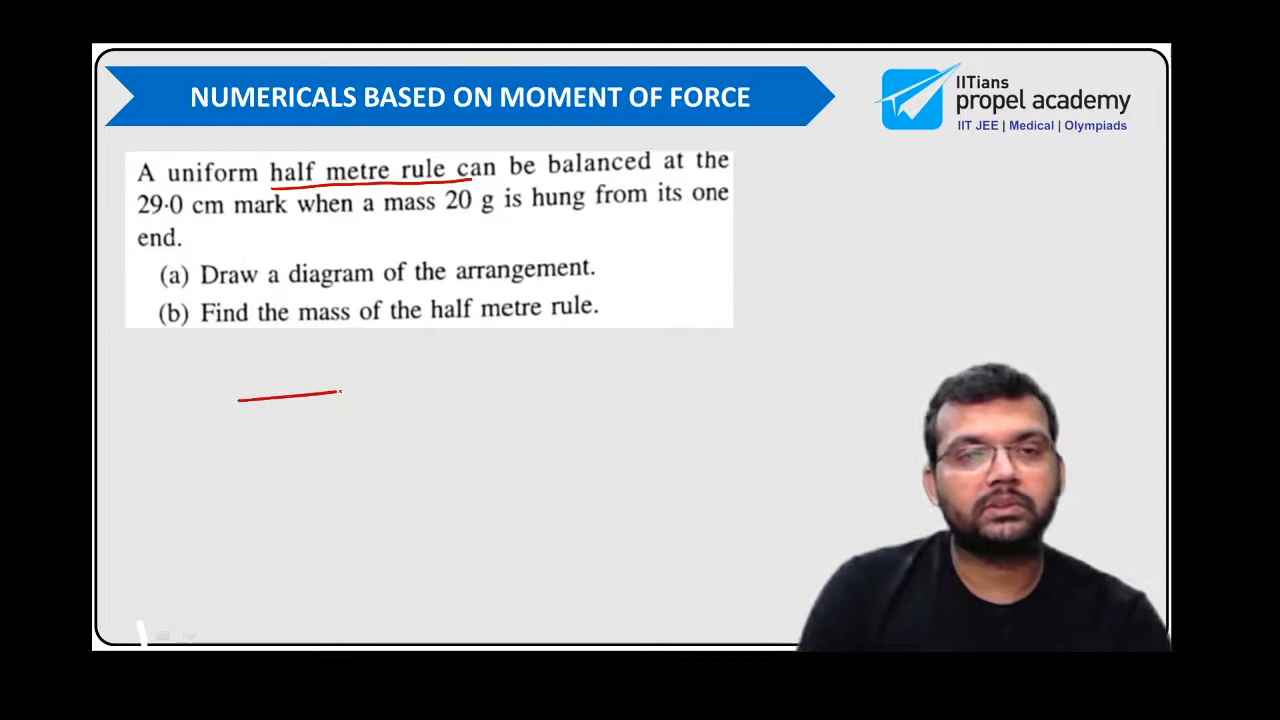 NUMERICALS BASED ON MOMENT OF FORCE
IITians
propel academy
IIT JEE | Medical | Olympiads
A uniform half metre rule can be balanced at the
29·0 cm mark when a mass 20 g is hung from its one
end.
(a) Draw a diagram of the arrangement.
(b) Find the mass of the half metre rule.